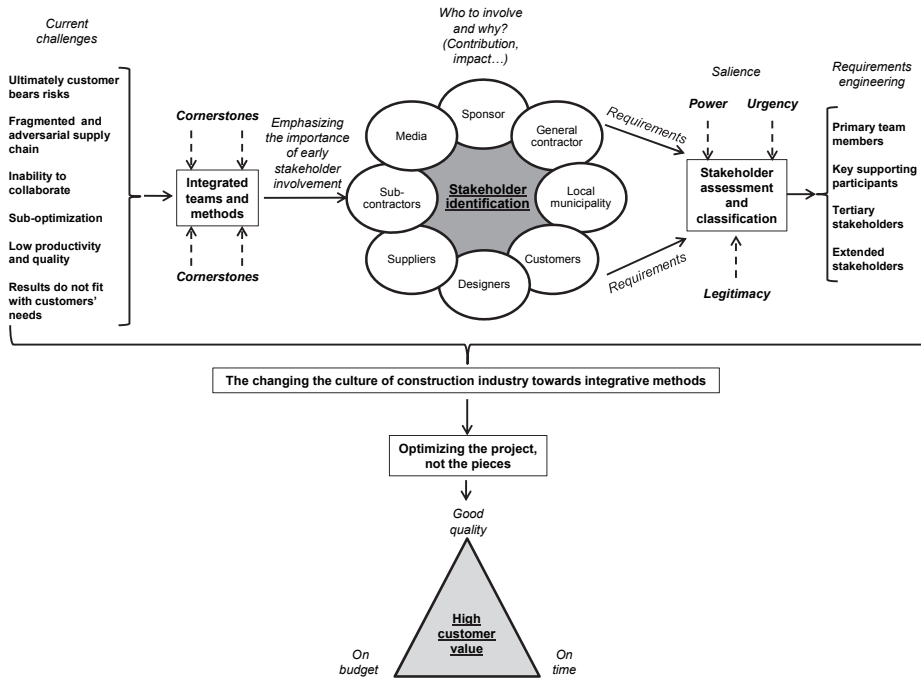 Current
challenges
Ultimately customer
bears risks
Fragmented and
adversarial supply
chain
Inability to
collaborate
Sub-optimization
Low productivity
and quality
Results do not fit
with customers'
needs
Cornerstones
Integrated
teams and
methods
Cornerstones
Emphasizing
the importance
of early
stakeholder
involvement
Who to involve
and why?
(Contribution,
impact…)
Sponsor
Media
General
contractor
Sub-
contractors
Stakeholder
identification
Local
municipality
Suppliers
Customers
Designers
Requirements
Requirements
Salience
Power
Urgency
Stakeholder
assessment
and
classification
Legitimacy
Requirements
engineering
Primary team
members
Key supporting
participants
Tertiary
stakeholders
Extended
stakeholders
The changing the culture of construction industry towards integrative methods
Optimizing the project,
not the pieces
Good
quality
High
customer
value
On
budget
On
time